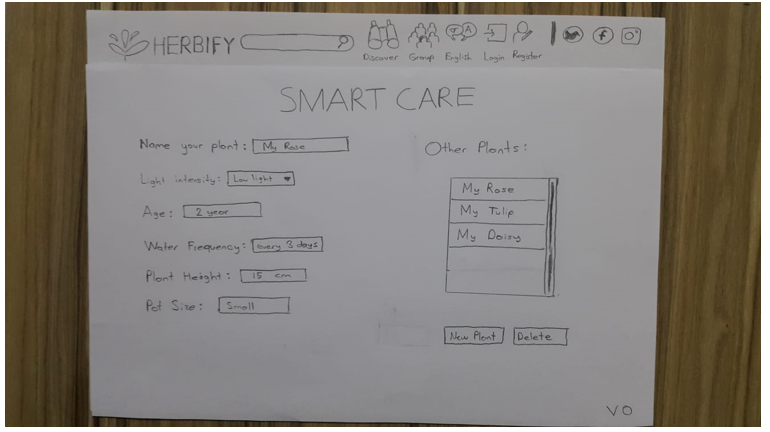 HERBIFY
Discover Group English Login Register
SMART CARE
Name your plant: My Rose
Light intensity: Low light
Age: 2 year
Water Frequency: every 3 days
Plant Height: 15 cm
Pot Size: Small
Other Plants:
My Rose
My Tulip
My Daisy
New Plant Delete
V0